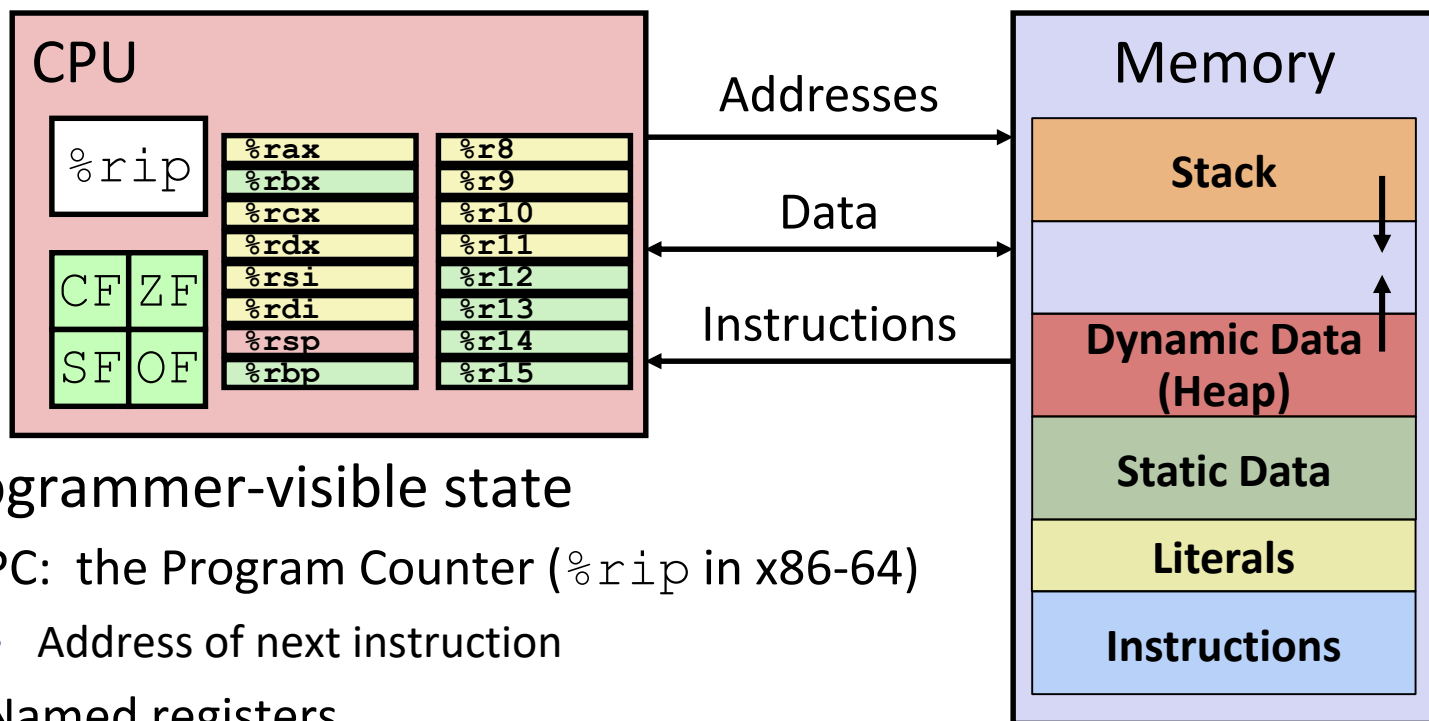 CPU
%rip
CF ZF
SF OF
%rax
%rbx
%rcx
%rdx
%rsi
%rdi
%rsp
%rbp
%r8
%r9
%r10
%r11
%r12
%r13
%r14
%r15
Addresses
Data
Instructions
Memory
Stack
Dynamic Data
(Heap)
Static Data
Literals
Instructions
ogrammer-visible state
PC: the Program Counter (%rip in x86-64)
• Address of next instruction
Named registers